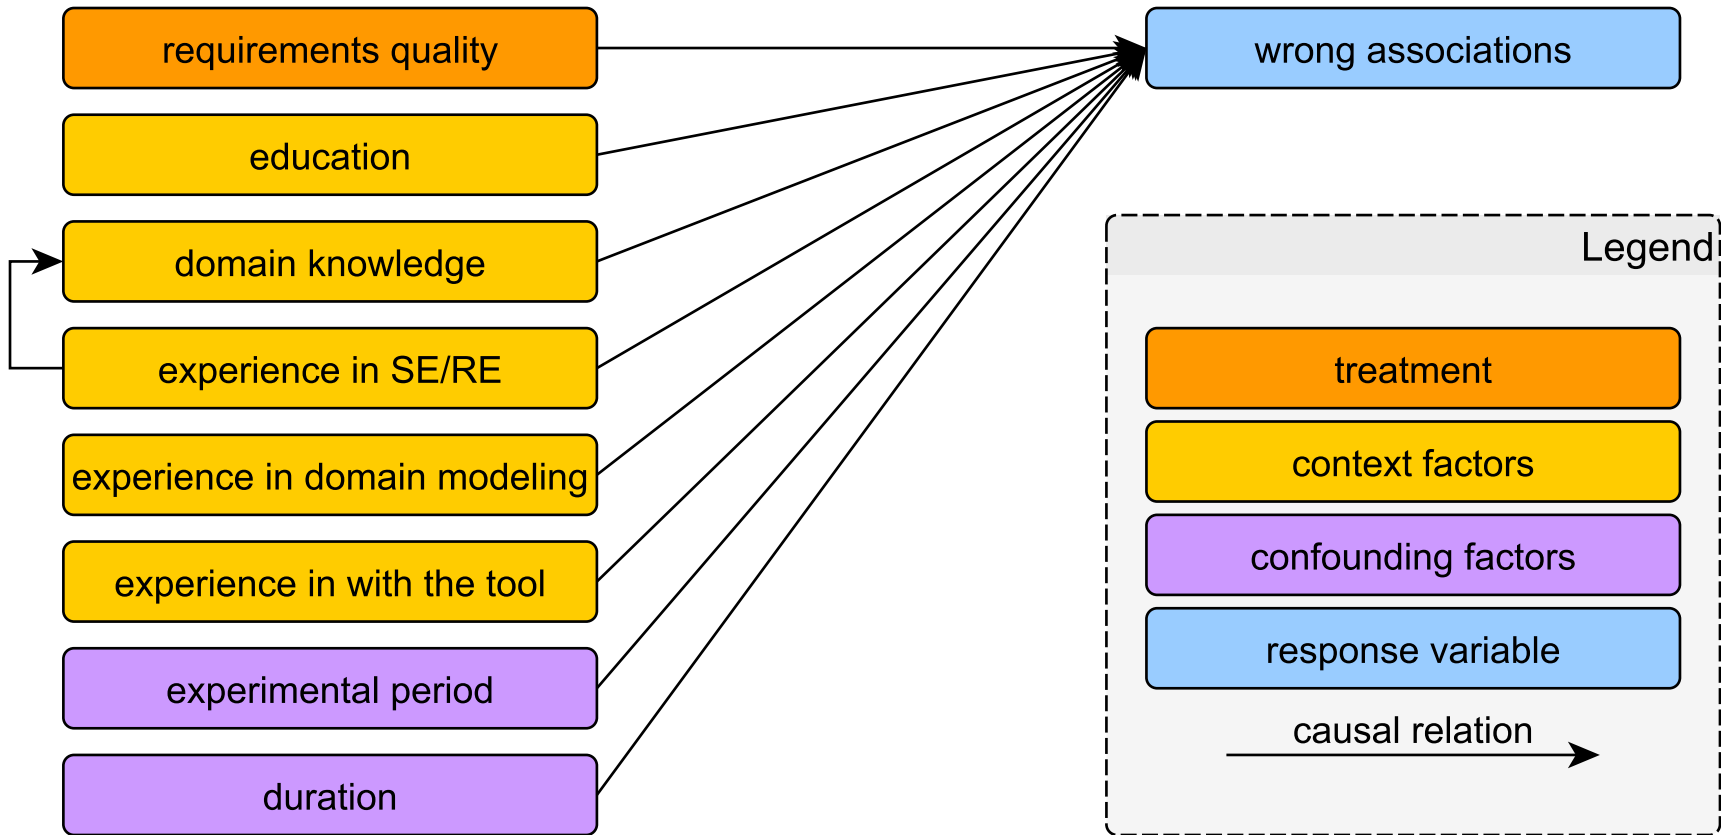 requirements quality
education
domain knowledge
experience in SE/RE
experience in domain modeling
experience in with the tool
experimental period
duration
wrong associations
Legend
treatment
context factors
confounding factors
response variable
causal relation